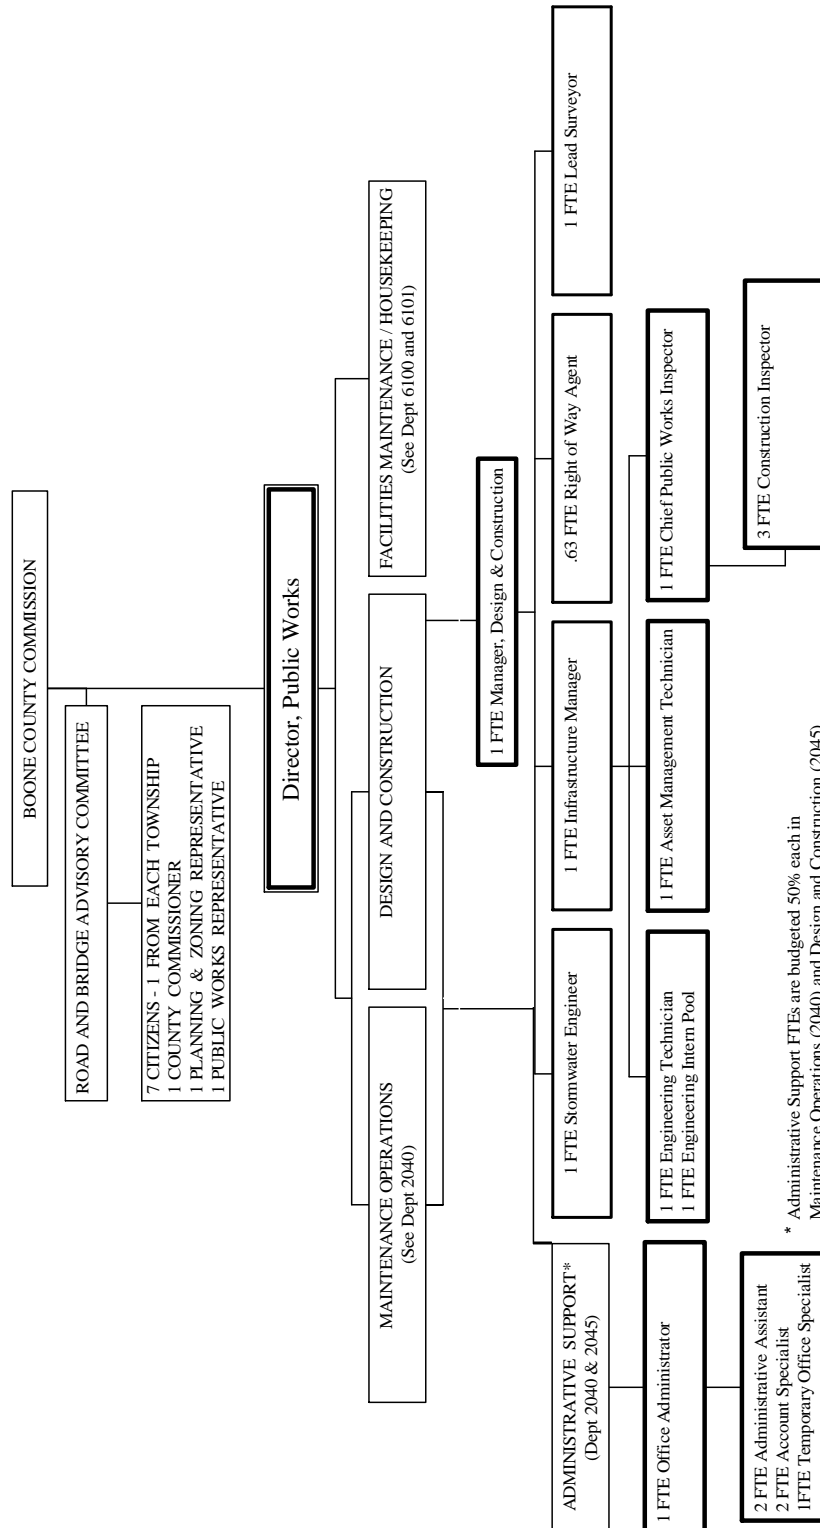 BOONE COUNTY COMMISSION
ROAD AND BRIDGE ADVISORY COMMITTEE
7 CITIZENS - 1 FROM EACH TOWNSHIP
1 COUNTY COMMISSIONER
1 PLANNING & ZONING REPRESENTATIVE
1 PUBLIC WORKS REPRESENTATIVE
Director, Public Works
MAINTENANCE OPERATIONS
(See Dept 2040)
DESIGN AND CONSTRUCTION
FACILITIES MAINTENANCE / HOUSEKEEPING
(See Dept 6100 and 6101)
1 FTE Manager, Design & Construction
ADMINISTRATIVE SUPPORT*
(Dept 2040 & 2045)
1 FTE Stormwater Engineer
1 FTE Infrastructure Manager
.63 FTE Right of Way Agent
1 FTE Lead Surveyor
1 FTE Office Administrator
1 FTE Engineering Technician
1 FTE Engineering Intern Pool
1 FTE Asset Management Technician
1 FTE Chief Public Works Inspector
2 FTE Administrative Assistant
2 FTE Account Specialist
1FTE Temporary Office Specialist
3 FTE Construction Inspector
* Administrative Support FTEs are budgeted 50% each in
Maintenance Operations (2040) and Design and Construction (2045)